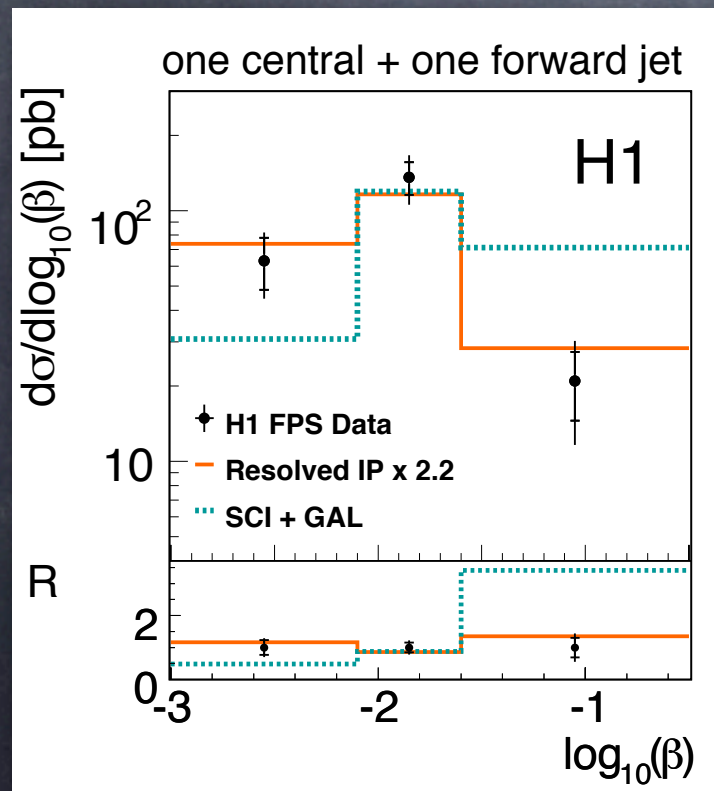 one central + one forward jet
dσ/dlog₁₀(β) [pb]
H1
10²
10
H1 FPS Data
Resolved IP x 2.2
SCI + GAL
R
2
0
-3 -2 -1
log₁₀(β)